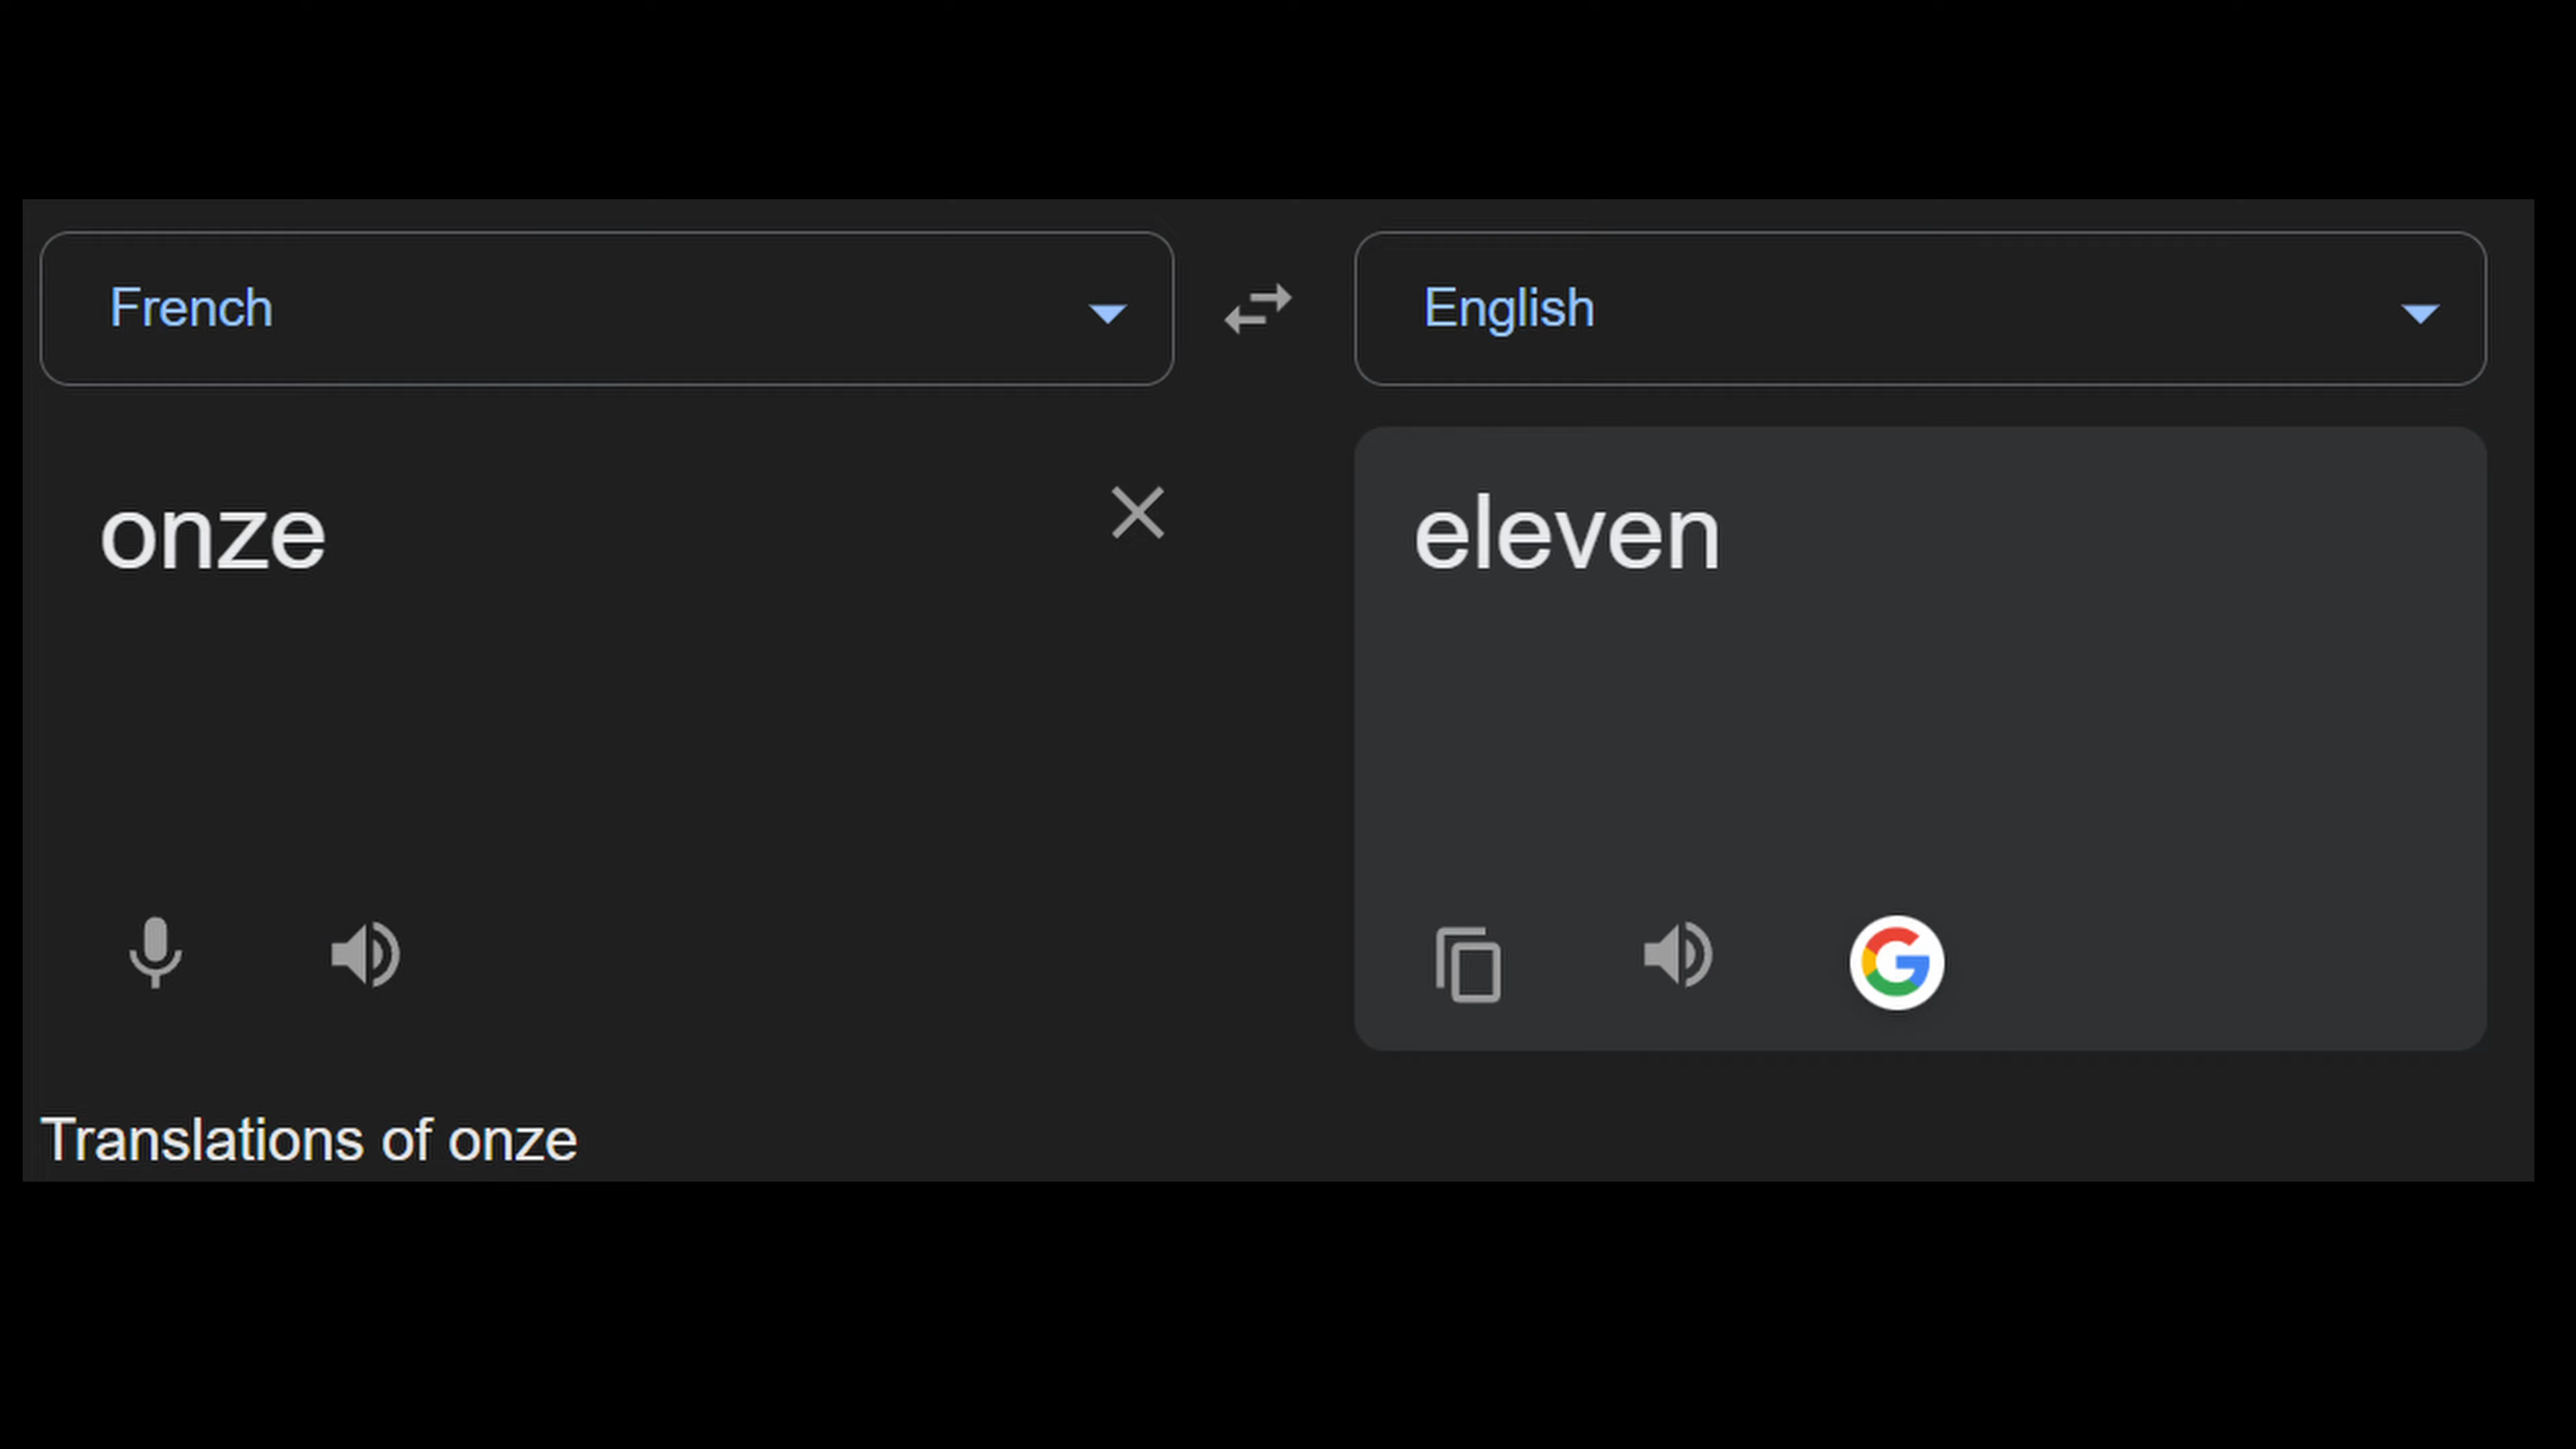 French
English
onze
eleven
Translations of onze